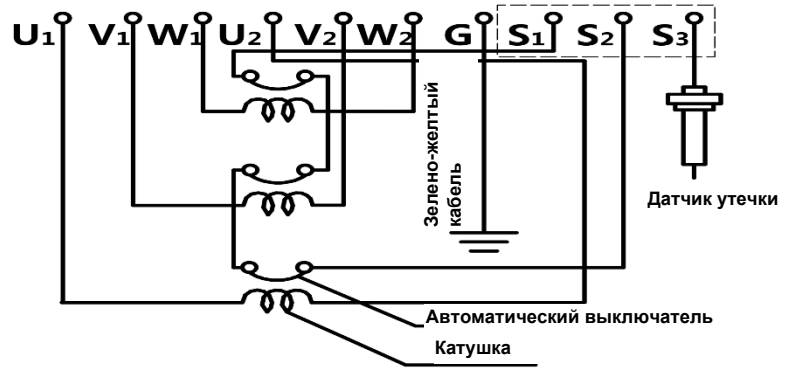 U1 V1 W1 U2 V2 W2 G S1 S2 S3
Зелено-желтый
кабель
Датчик утечки
Автоматический выключатель
Катушка